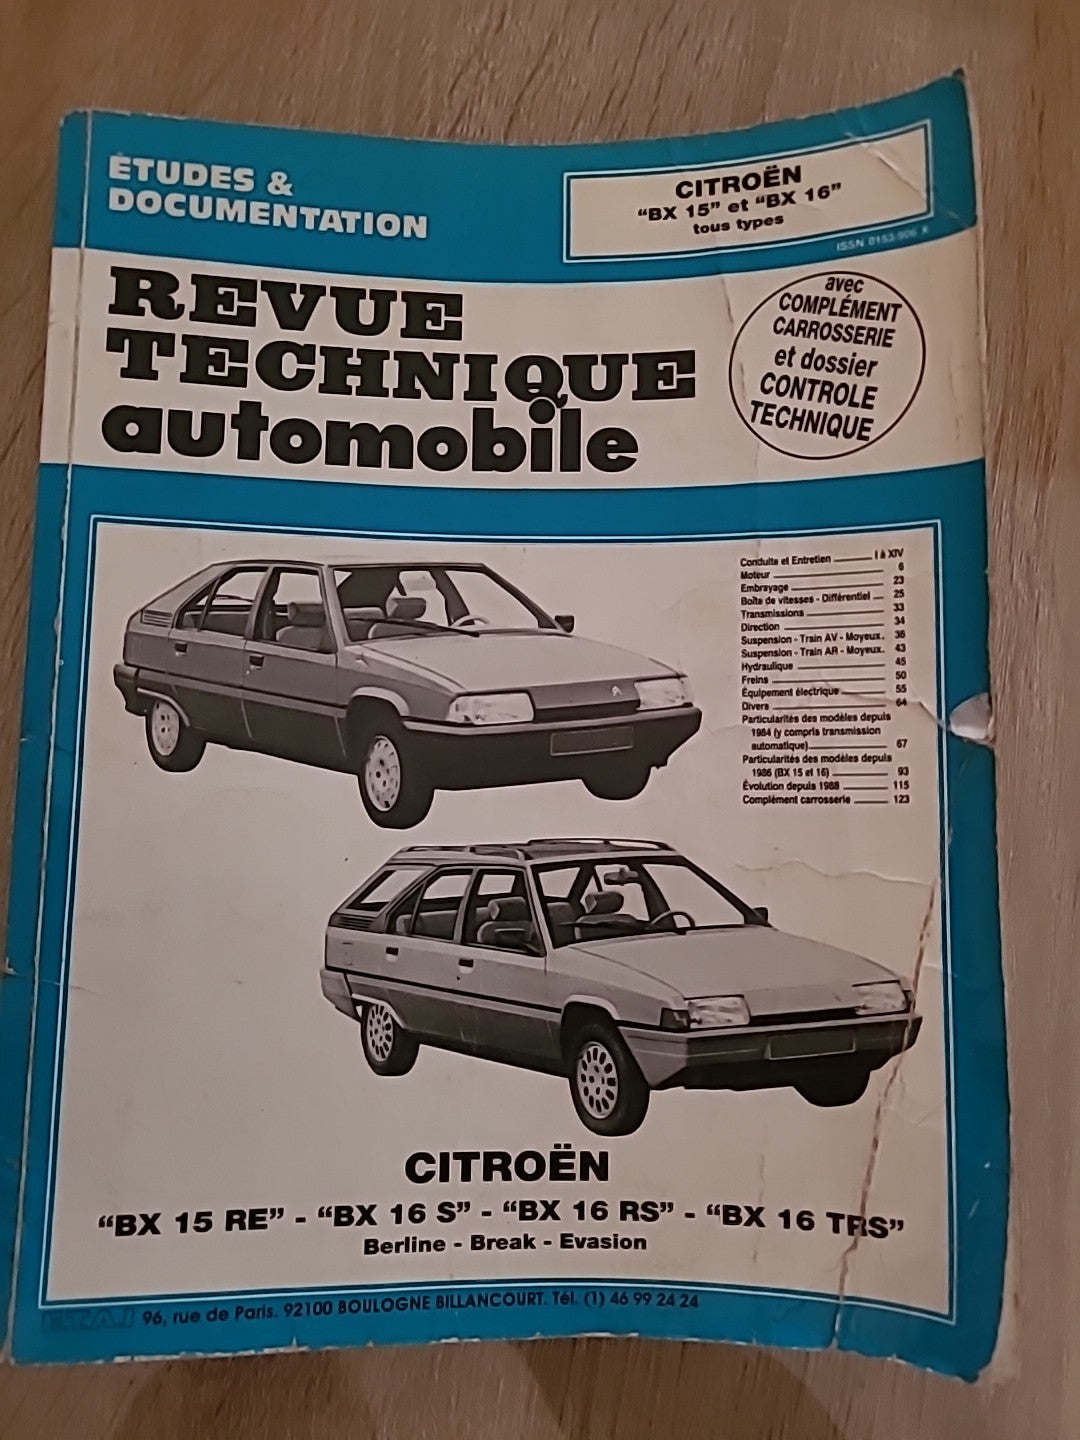 ÉTUDES &
DOCUMENTATION
CITROËN
“BX 15” et “BX 16”
tous types
ISSN 0153-906 X
REVUE
TECHNIQUE
automobile
avec
COMPLÉMENT
CARROSSERIE
et dossier
CONTROLE
TECHNIQUE
Conduite et Entretien I à XIV
Moteur 6
Embrayage 23
Boîte de vitesses - Différentiel 25
Transmissions 33
Direction 34
Suspension - Train AV - Moyeux. 36
Suspension - Train AR - Moyeux. 43
Hydraulique 45
Freins 50
Équipement électrique 55
Divers 64
Particularités des modèles depuis
1984 (y compris transmission
automatique) 67
Particularités des modèles depuis
1986 (BX 15 et 16) 93
Évolution depuis 1988 115
Complément carrosserie 123
CITROËN
“BX 15 RE” - “BX 16 S” - “BX 16 RS” - “BX 16 TRS”
Berline - Break - Evasion
E.T.A.I 96, rue de Paris. 92100 BOULOGNE BILLANCOURT. Tél. (1) 46 99 24 24